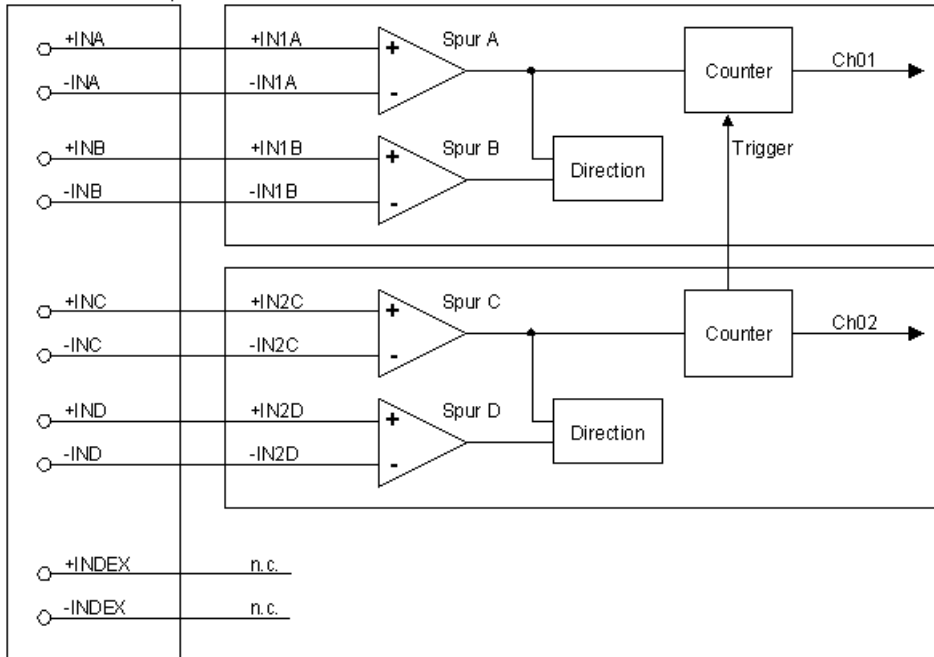 +INA +IN1A Spur A
Counter Ch01
-INA -IN1A
+INB +IN1B Spur B Trigger
Direction
-INB -IN1B
+INC +IN2C Spur C
Counter Ch02
-INC -IN2C
+IND +IN2D Spur D
Direction
-IND -IN2D
+INDEX n.c.
-INDEX n.c.